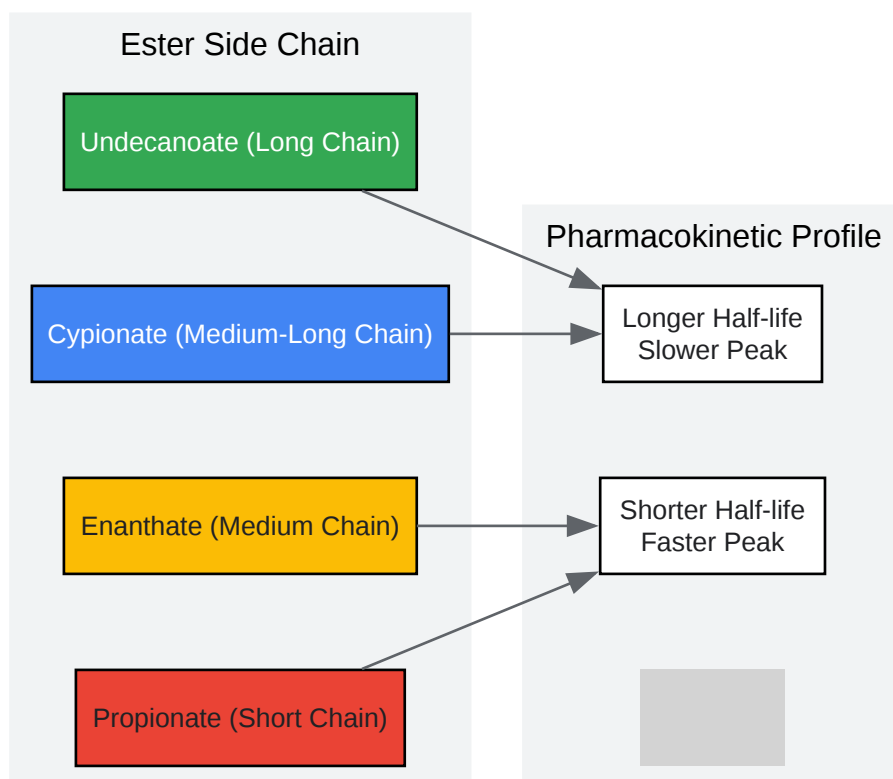 Ester Side Chain
Undecanoate (Long Chain)
Pharmacokinetic Profile
Cypionate (Medium-Long Chain)
Longer Half-life
Slower Peak
Enanthate (Medium Chain)
Shorter Half-life
Faster Peak
Propionate (Short Chain)